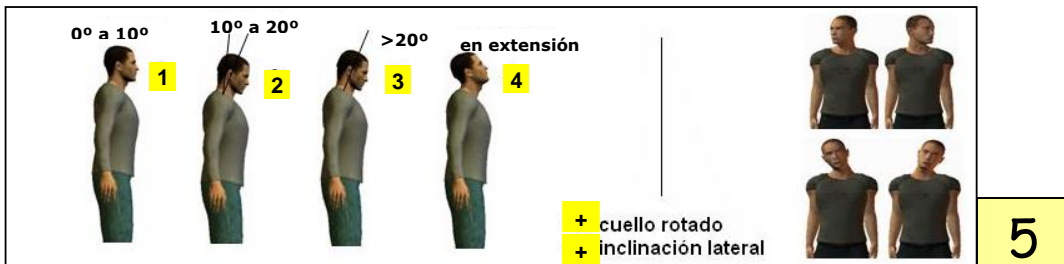 0º a 10º
1
10º a 20º
2
>20º
3
en extensión
4
+ cuello rotado
+ inclinación lateral
5